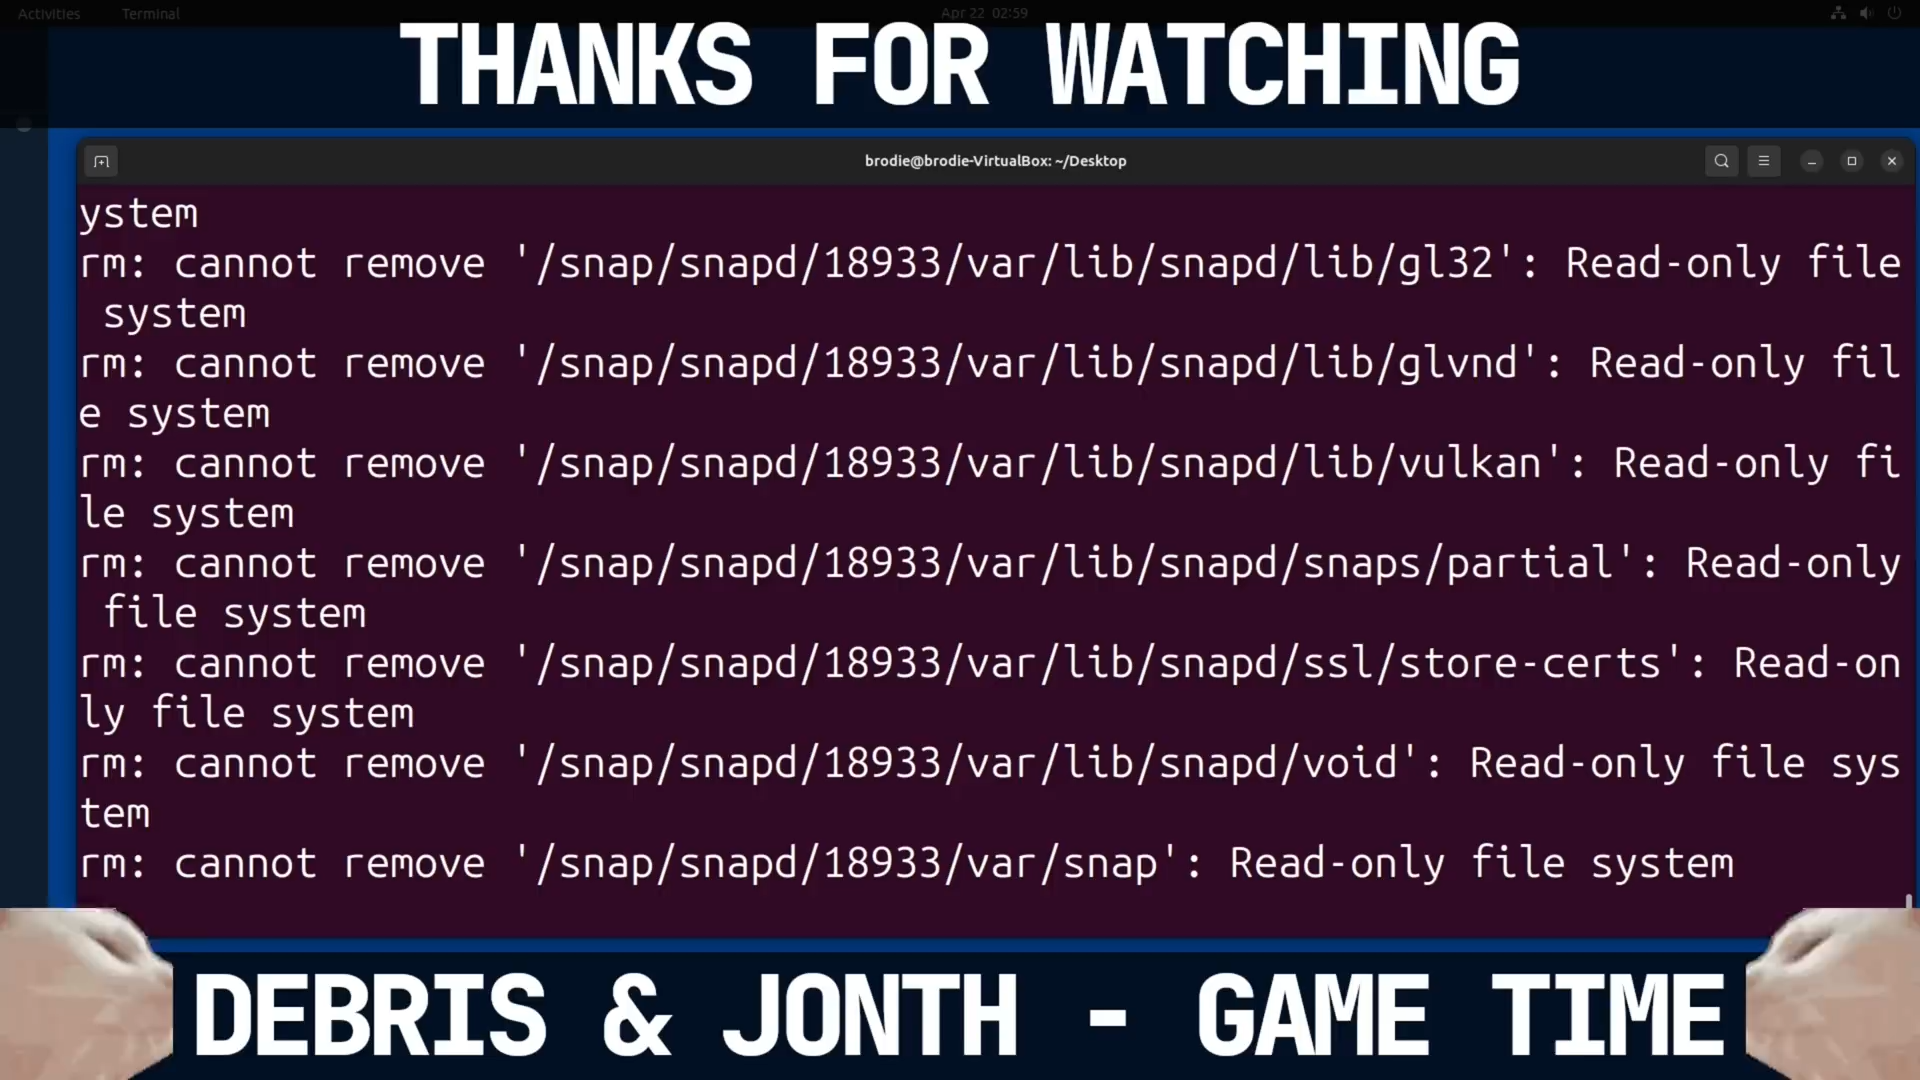 Activities Terminal Apr 22 02:59
THANKS FOR WATCHING
brodie@brodie-VirtualBox: ~/Desktop
ystem
rm: cannot remove '/snap/snapd/18933/var/lib/snapd/lib/gl32': Read-only file
 system
rm: cannot remove '/snap/snapd/18933/var/lib/snapd/lib/glvnd': Read-only fil
e system
rm: cannot remove '/snap/snapd/18933/var/lib/snapd/lib/vulkan': Read-only fi
le system
rm: cannot remove '/snap/snapd/18933/var/lib/snapd/snaps/partial': Read-only
 file system
rm: cannot remove '/snap/snapd/18933/var/lib/snapd/ssl/store-certs': Read-on
ly file system
rm: cannot remove '/snap/snapd/18933/var/lib/snapd/void': Read-only file sys
tem
rm: cannot remove '/snap/snapd/18933/var/snap': Read-only file system
DEBRIS & JONTH - GAME TIME